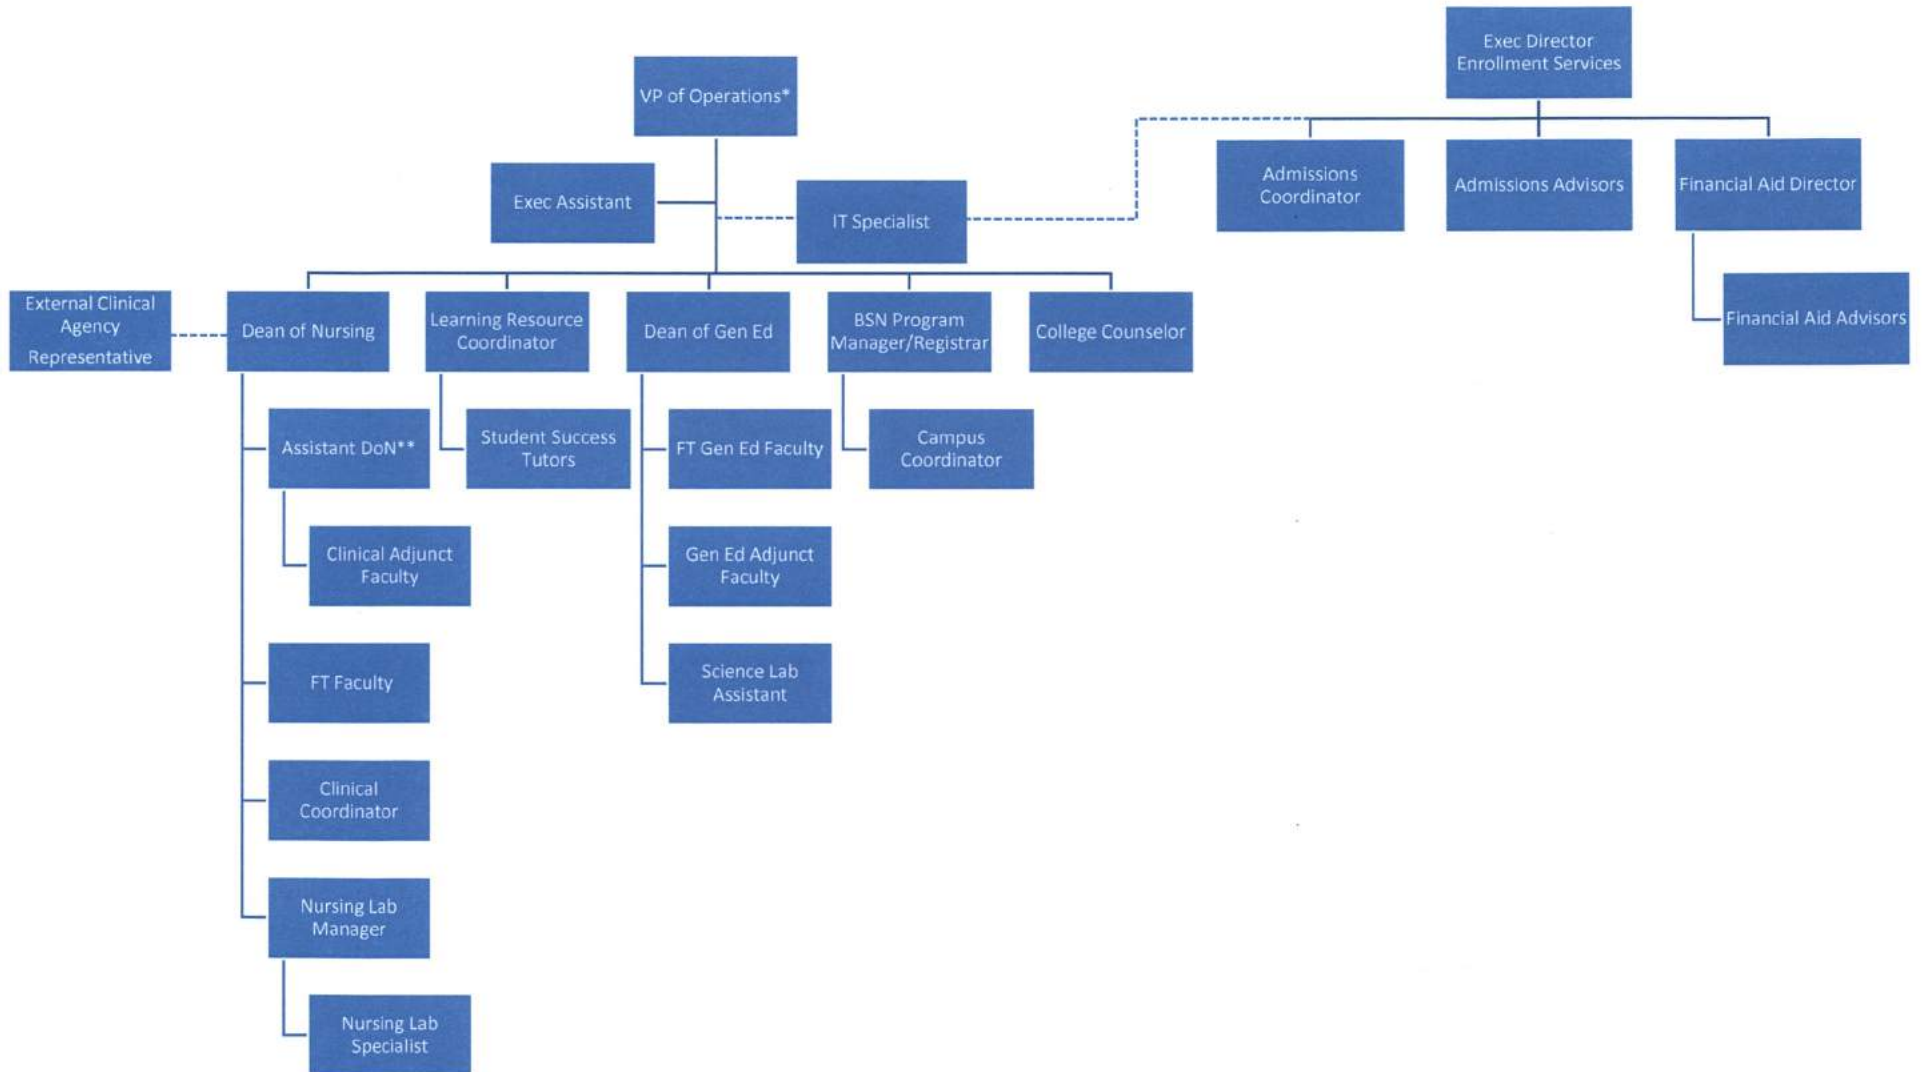 Exec Director
Enrollment Services
VP of Operations*
Exec Assistant
IT Specialist
Admissions
Coordinator
Admissions Advisors
Financial Aid Director
Financial Aid Advisors
External Clinical
Agency
Representative
Dean of Nursing
Learning Resource
Coordinator
Dean of Gen Ed
BSN Program
Manager/Registrar
College Counselor
Assistant DoN**
Student Success
Tutors
FT Gen Ed Faculty
Campus
Coordinator
Clinical Adjunct
Faculty
Gen Ed Adjunct
Faculty
FT Faculty
Science Lab
Assistant
Clinical
Coordinator
Nursing Lab
Manager
Nursing Lab
Specialist